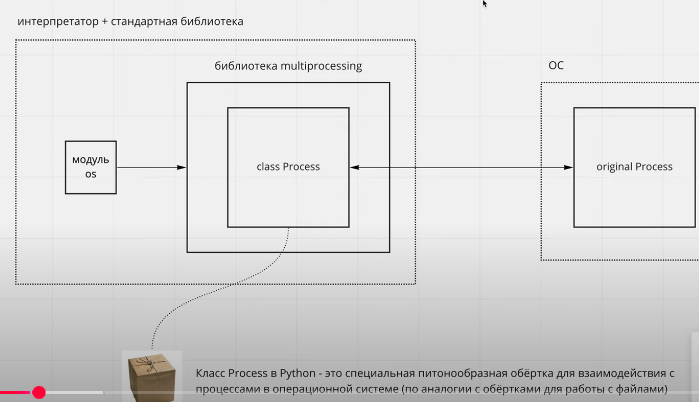 интерпретатор + стандартная библиотека
библиотека multiprocessing
ОС
модуль
os
class Process
original Process
Класс Process в Python - это специальная питонообразная обёртка для взаимодействия с
процессами в операционной системе (по аналогии с обёртками для работы с файлами)